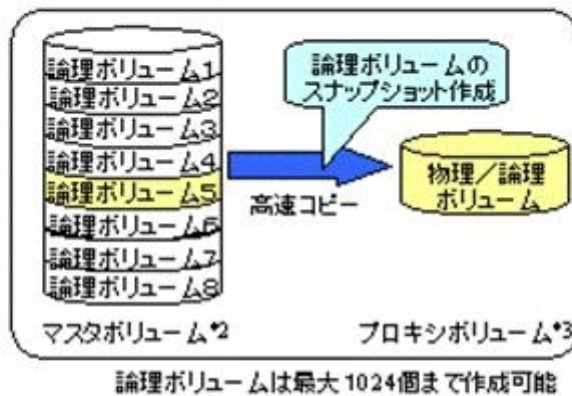 論理ボリューム1
論理ボリューム2
論理ボリューム3
論理ボリューム4
論理ボリューム5
論理ボリューム6
論理ボリューム7
論理ボリューム8
論理ボリュームの
スナップショット作成
高速コピー
物理／論理
ボリューム
マスタボリューム*2
プロキシボリューム*3
論理ボリュームは最大1024個まで作成可能